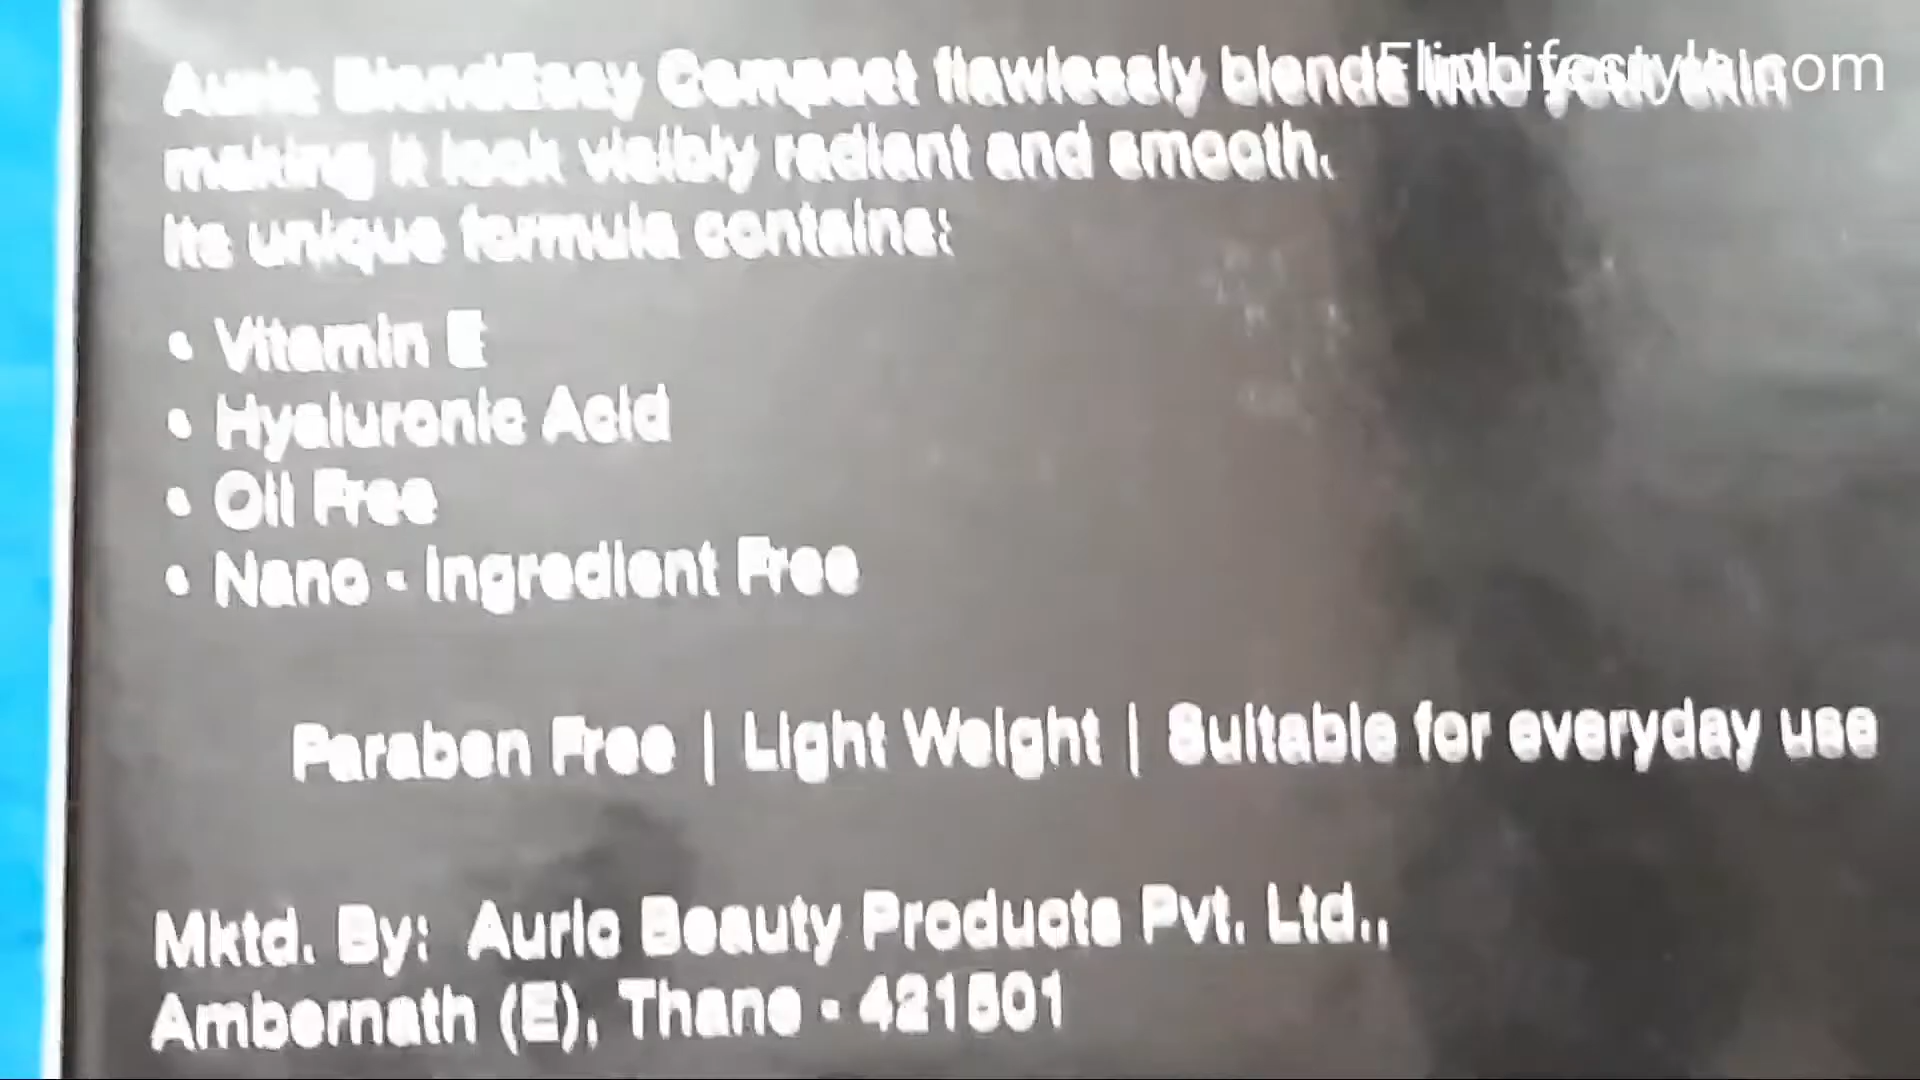 Auric BlendEasy Compact flawlessly blends into your skin
FlipLifestyle.com
making it look visibly radiant and smooth.
Its unique formula contains:
• Vitamin E
• Hyaluronic Acid
• Oil Free
• Nano - Ingredient Free
Paraben Free | Light Weight | Suitable for everyday use
Mktd. By: Auric Beauty Products Pvt. Ltd.,
Ambernath (E), Thane - 421501